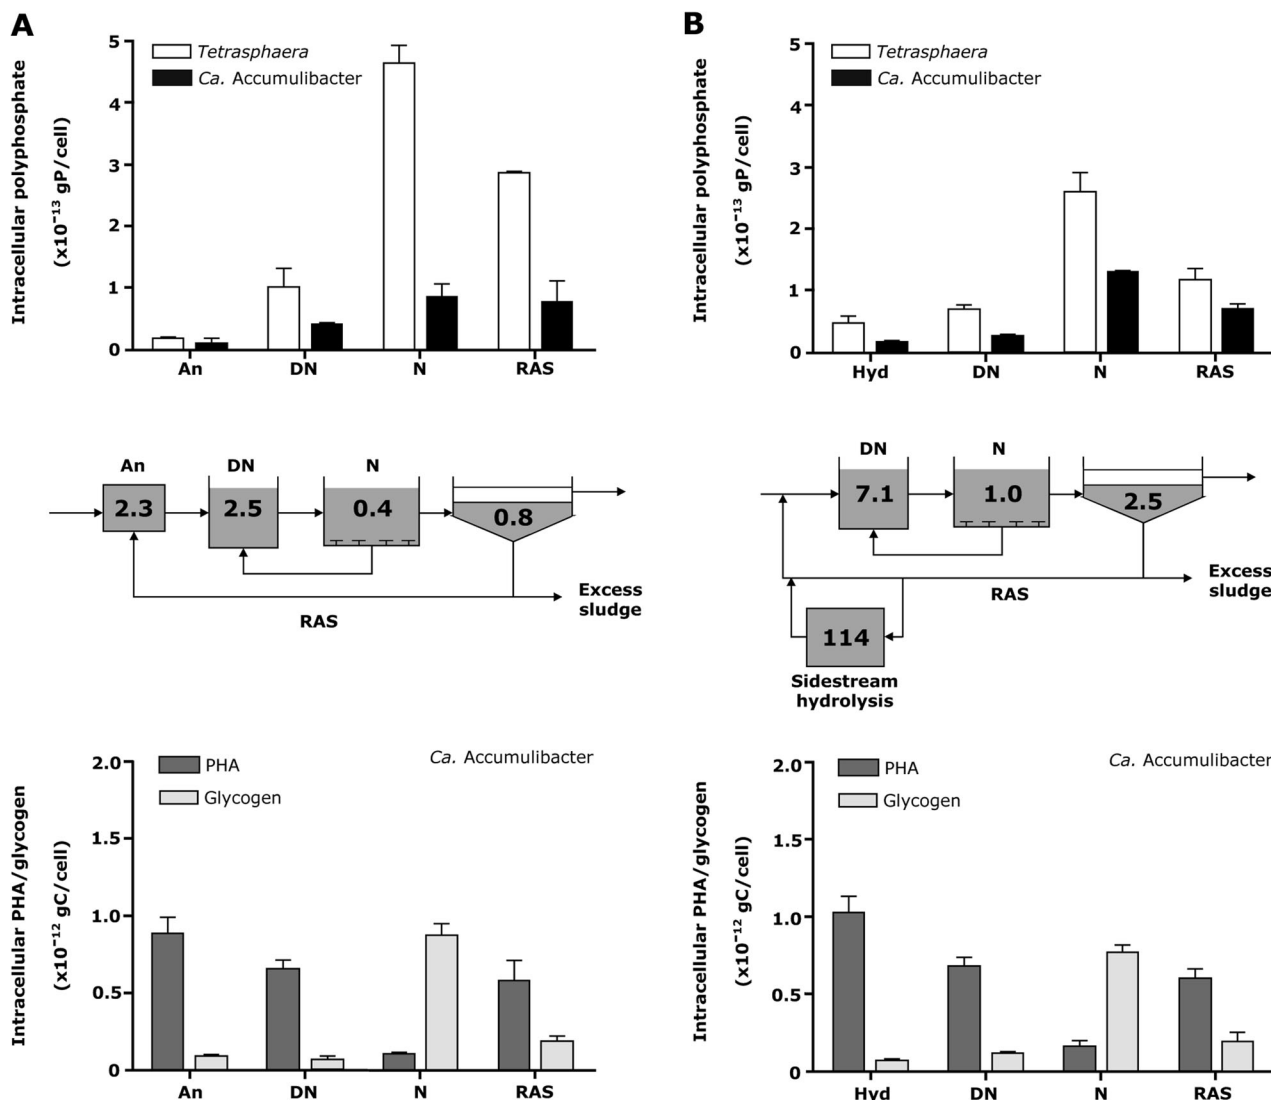 A
Intracellular polyphosphate
(x10⁻¹³ gP/cell)
5
4
3
2
1
0
Tetrasphaera
Ca. Accumulibacter
An
DN
N
RAS
B
Intracellular polyphosphate
(x10⁻¹³ gP/cell)
5
4
3
2
1
0
Tetrasphaera
Ca. Accumulibacter
Hyd
DN
N
RAS
An
DN
N
2.3
2.5
0.4
0.8
RAS
Excess
sludge
DN
N
7.1
1.0
2.5
RAS
Excess
sludge
114
Sidestream
hydrolysis
Intracellular PHA/glycogen
(x10⁻¹² gC/cell)
2.0
1.5
1.0
0.5
0
PHA
Glycogen
Ca. Accumulibacter
An
DN
N
RAS
Intracellular PHA/glycogen
(x10⁻¹² gC/cell)
2.0
1.5
1.0
0.5
0
PHA
Glycogen
Ca. Accumulibacter
Hyd
DN
N
RAS